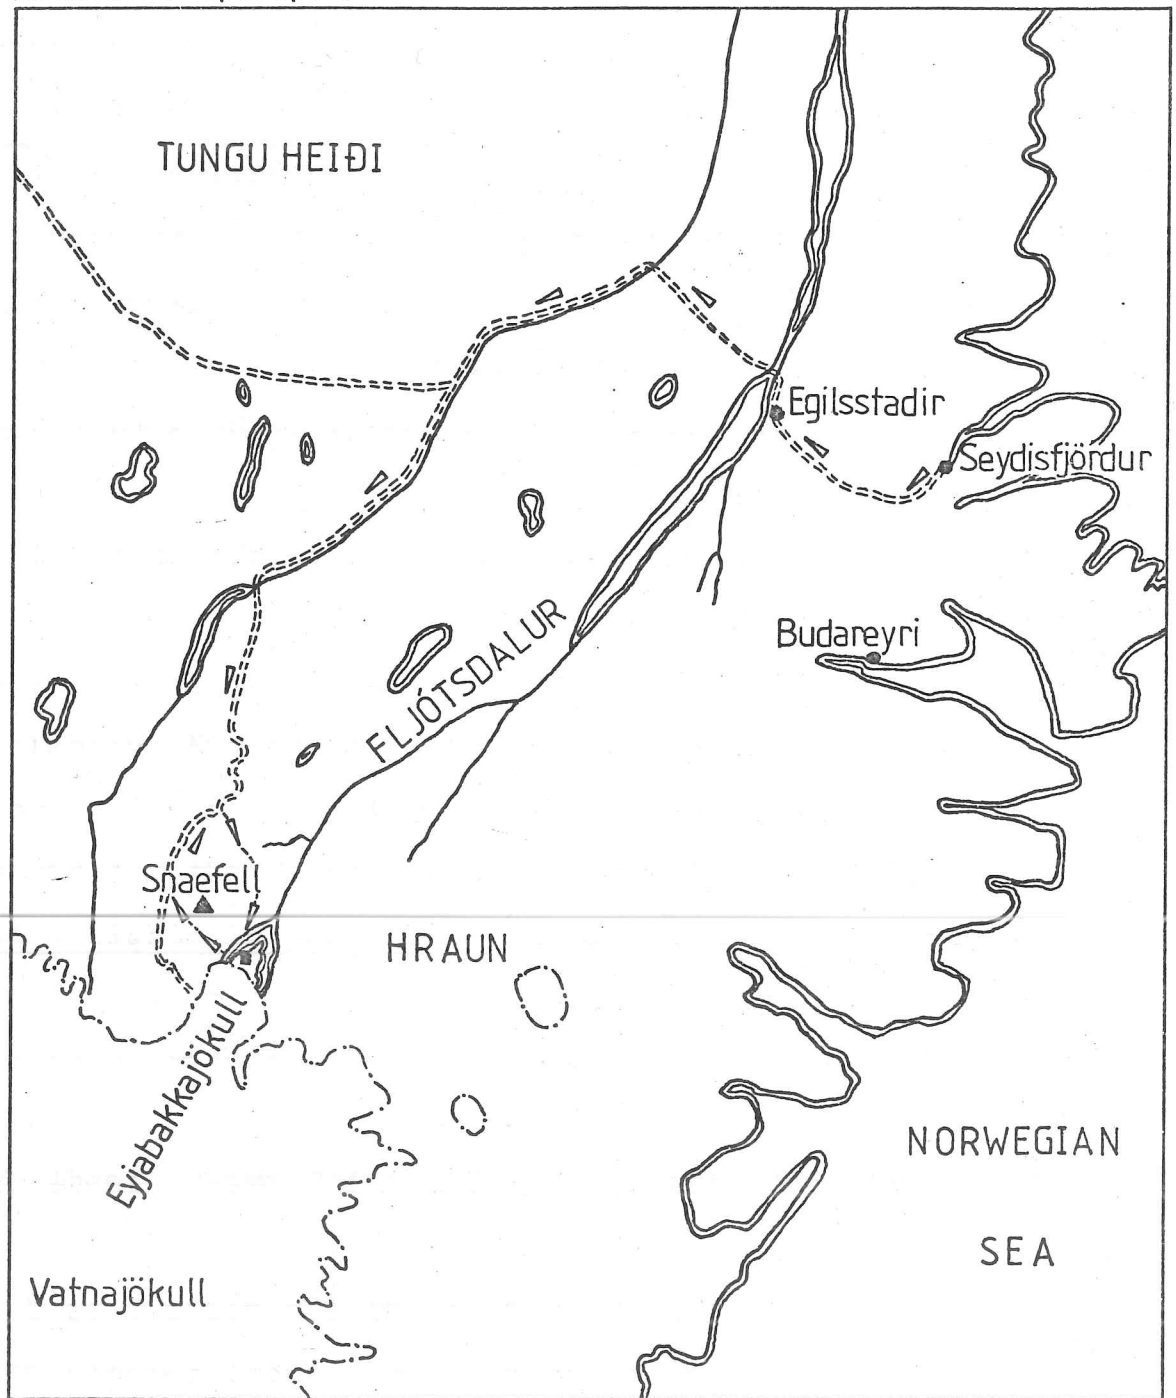 TUNGU HEIÐI
Egilsstadir
Seydisfjördur
Budareyri
FLJÓTSDALUR
Snaefell
HRAUN
Eyjabakkajökull
NORWEGIAN
SEA
Vatnajökull